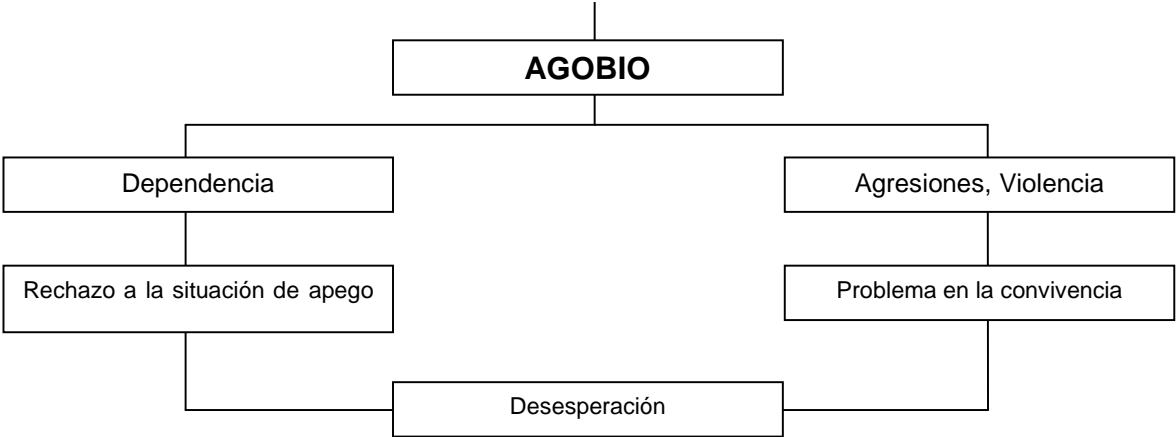 AGOBIO
Dependencia
Agresiones, Violencia
Rechazo a la situación de apego
Problema en la convivencia
Desesperación